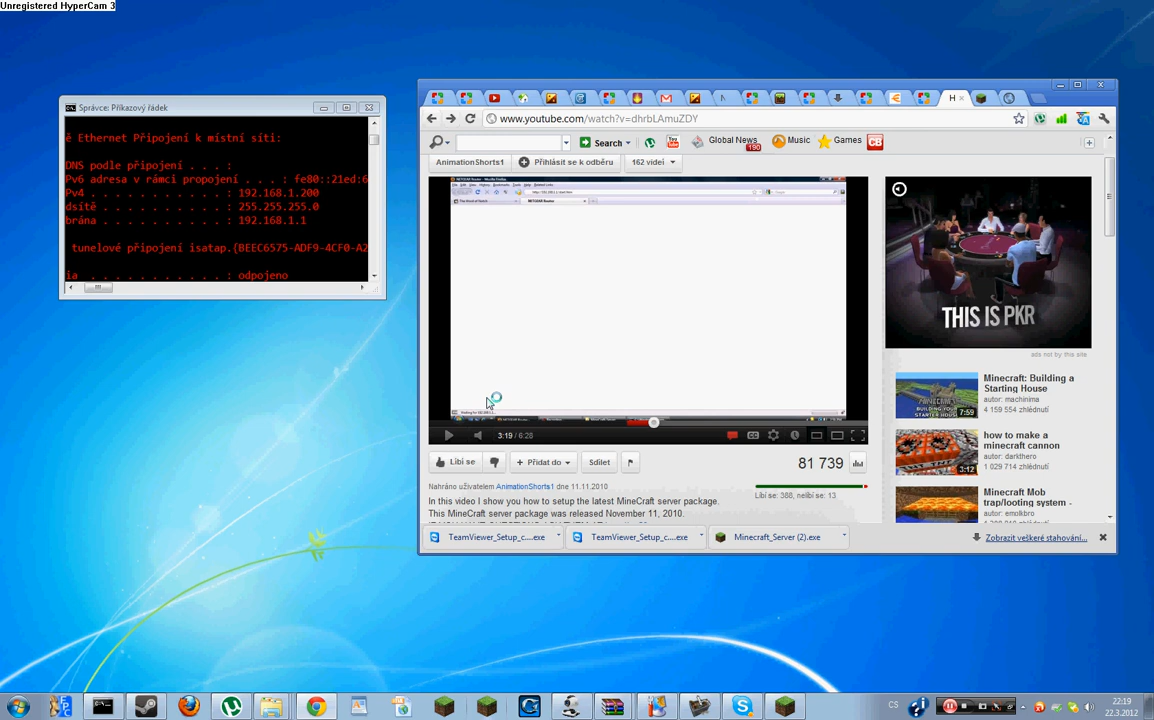 Unregistered HyperCam 3
Správce: Příkazový řádek
ě Ethernet Připojení k místní síti:
DNS podle připojení . . . :
Pv6 adresa v rámci propojení . . . . : fe80::21ed:6
Pv4 . . . . . . . . . . . : 192.168.1.200
dsítě . . . . . . . . . . : 255.255.255.0
brána . . . . . . . . . . : 192.168.1.1
tunelové připojení isatap.{BEEC6575-ADF9-4CF0-A2
ia . . . . . . . . . . . : odpojeno
www.youtube.com/watch?v=dhrbLAmuZDY
Search
Global News
190
Music
Games
CB
AnimationShorts1
Přihlásit se k odběru
162 videí
NETGEAR Router
3:19 / 6:28
Libí se
Přidat do
Sdílet
81 739
Nahráno uživatelem AnimationShorts1 dne 11.11.2010
Líbí se: 388, nelíbí se: 13
In this video I show you how to setup the latest MineCraft server package.
This MineCraft server package was released November 11, 2010.
THIS IS PKR
ads not by this site
Minecraft: Building a
Starting House
autor: machinima
4 159 554 zhlédnutí
7:59
how to make a
minecraft cannon
autor: darkthero
1 029 714 zhlédnutí
3:12
Minecraft Mob
trap/looting system -
autor: emolkbro
TeamViewer_Setup_c....exe
TeamViewer_Setup_c....exe
Minecraft_Server (2).exe
Zobrazit veškeré stahování...
CS
22:19
22.3.2012